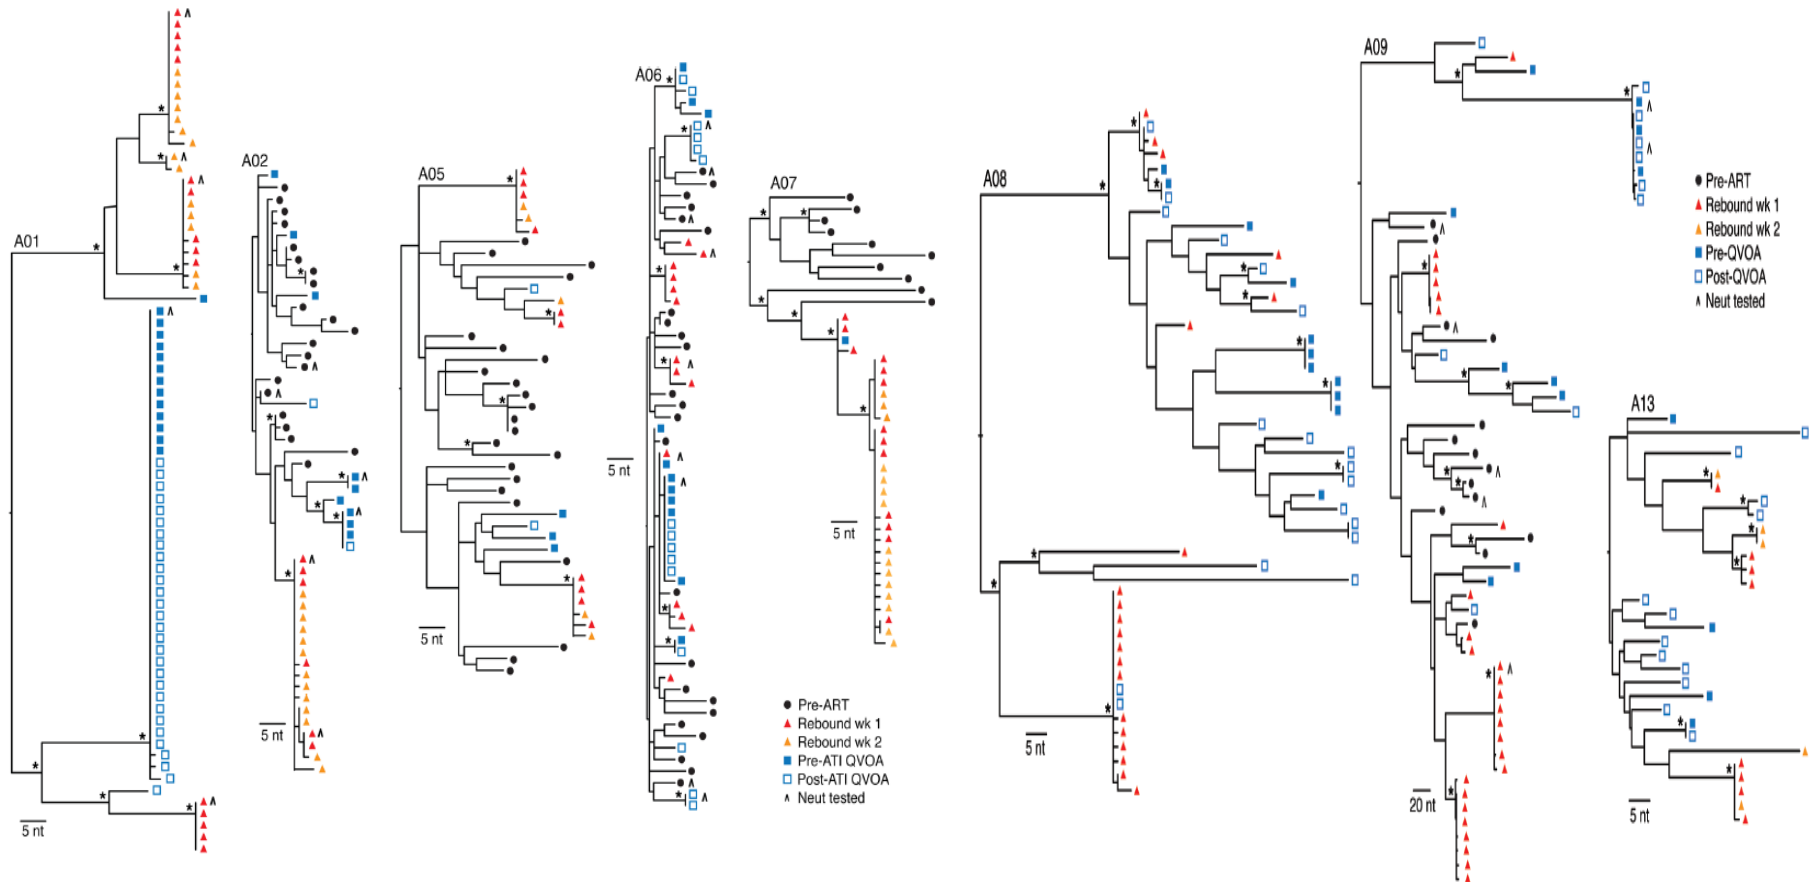 A01
5 nt
A02
5 nt
A05
5 nt
A06
5 nt
A07
5 nt
Pre-ART
Rebound wk 1
Rebound wk 2
Pre-ATI QVOA
Post-ATI QVOA
Neut tested
A08
5 nt
A09
20 nt
Pre-ART
Rebound wk 1
Rebound wk 2
Pre-QVOA
Post-QVOA
Neut tested
A13
5 nt